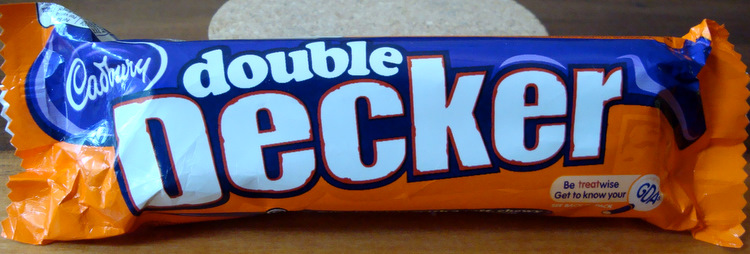 Cadbury
double
Decker
Be treatwise
Get to know your GDA's